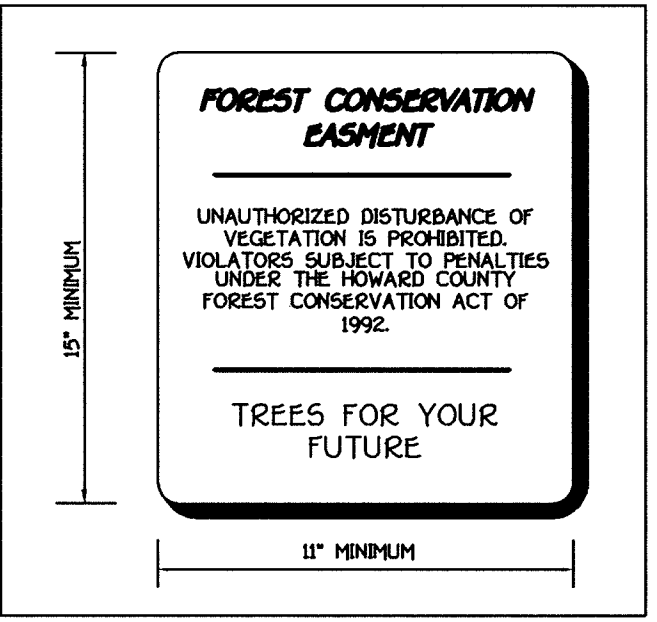 FOREST CONSERVATION
EASMENT
UNAUTHORIZED DISTURBANCE OF
VEGETATION IS PROHIBITED.
VIOLATORS SUBJECT TO PENALTIES
UNDER THE HOWARD COUNTY
FOREST CONSERVATION ACT OF
1992.
TREES FOR YOUR
FUTURE
15" MINIMUM
11" MINIMUM